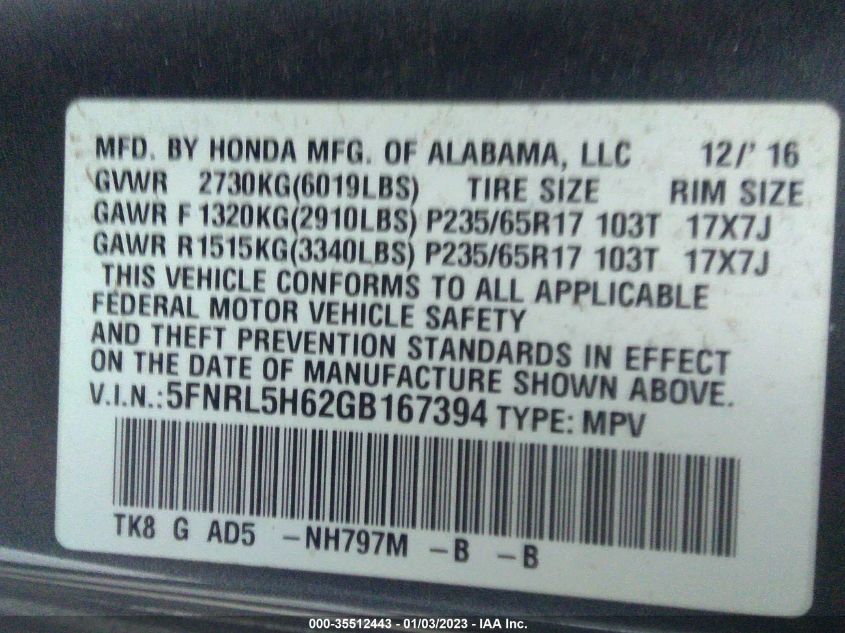 MFD. BY HONDA MFG. OF ALABAMA, LLC 12/' 16
GVWR 2730KG(6019LBS) TIRE SIZE RIM SIZE
GAWR F 1320KG(2910LBS) P235/65R17 103T 17X7J
GAWR R 1515KG(3340LBS) P235/65R17 103T 17X7J
THIS VEHICLE CONFORMS TO ALL APPLICABLE
FEDERAL MOTOR VEHICLE SAFETY
AND THEFT PREVENTION STANDARDS IN EFFECT
ON THE DATE OF MANUFACTURE SHOWN ABOVE.
V.I.N.:5FNRL5H62GB167394 TYPE: MPV
TK8 G AD5 -NH797M -B -B
000-35512443 - 01/03/2023 - IAA Inc.